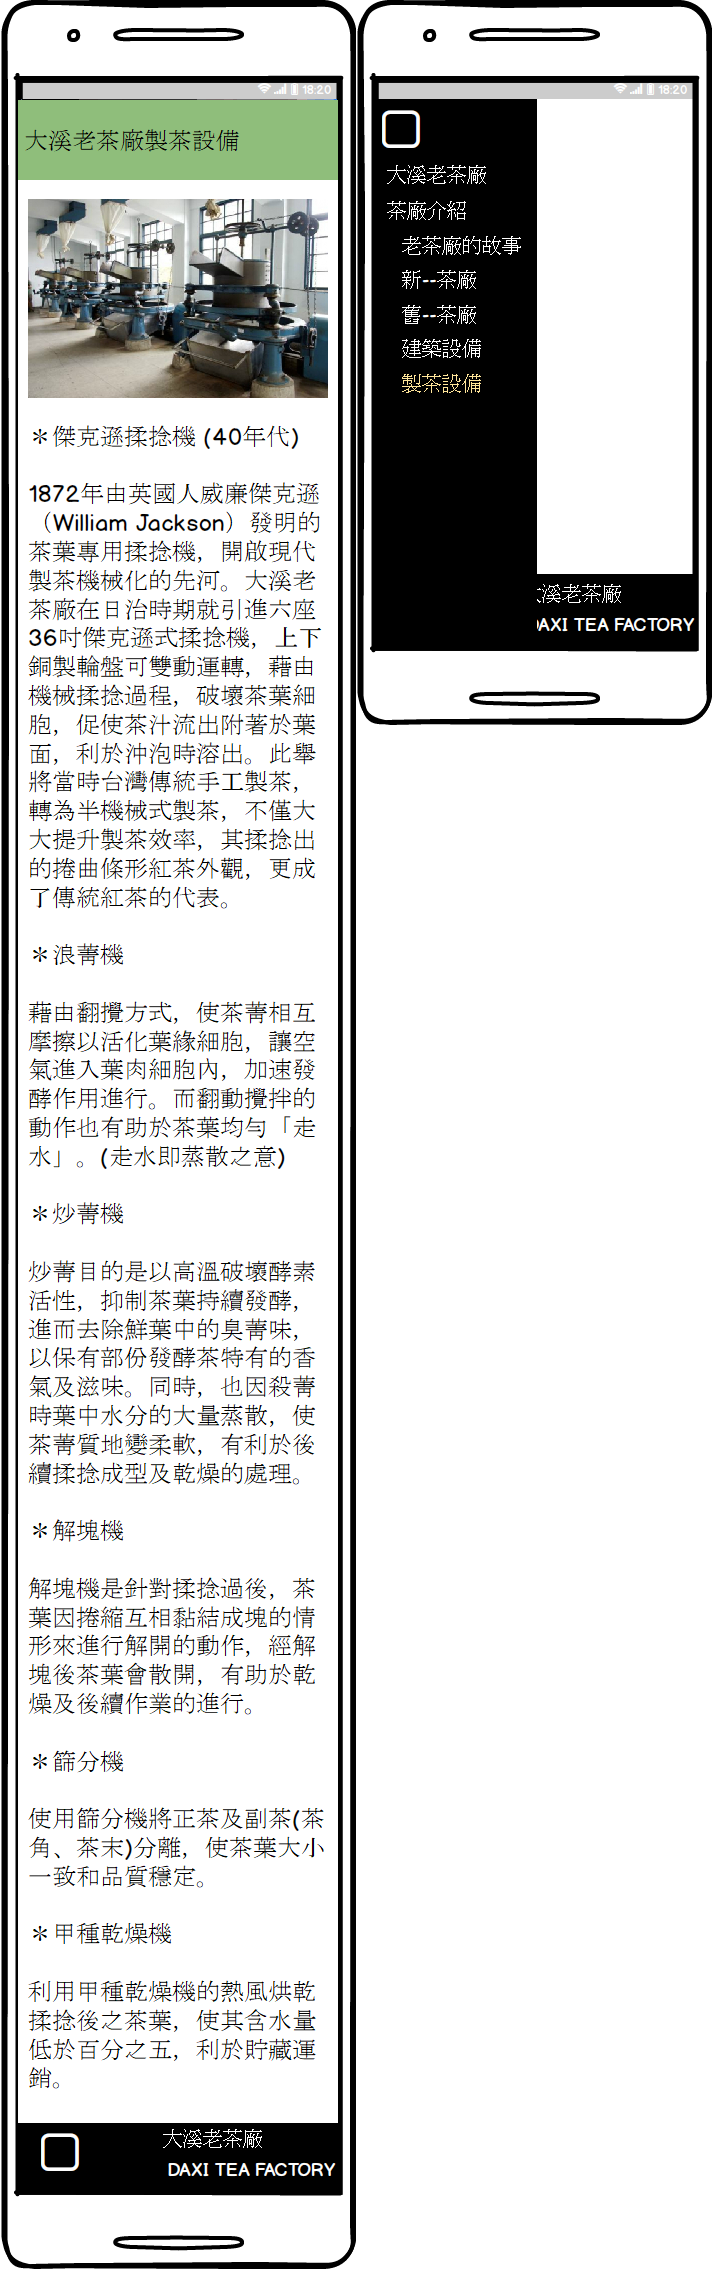 18:20
大溪老茶廠製茶設備
＊傑克遜揉捻機 (40年代)
1872年由英國人威廉傑克遜
（William Jackson）發明的
茶葉專用揉捻機，開啟現代
製茶機械化的先河。大溪老
茶廠在日治時期就引進六座
36吋傑克遜式揉捻機，上下
銅製輪盤可雙動運轉，藉由
機械揉捻過程，破壞茶葉細
胞，促使茶汁流出附著於葉
面，利於沖泡時溶出。此舉
將當時台灣傳統手工製茶，
轉為半機械式製茶，不僅大
大提升製茶效率，其揉捻出
的捲曲條形紅茶外觀，更成
了傳統紅茶的代表。
＊浪菁機
藉由翻攪方式，使茶菁相互
摩擦以活化葉緣細胞，讓空
氣進入葉肉細胞內，加速發
酵作用進行。而翻動攪拌的
動作也有助於茶葉均勻「走
水」。(走水即蒸散之意)
＊炒菁機
炒菁目的是以高溫破壞酵素
活性，抑制茶葉持續發酵，
進而去除鮮葉中的臭菁味，
以保有部份發酵茶特有的香
氣及滋味。同時，也因殺菁
時葉中水分的大量蒸散，使
茶菁質地變柔軟，有利於後
續揉捻成型及乾燥的處理。
＊解塊機
解塊機是針對揉捻過後，茶
葉因捲縮互相黏結成塊的情
形來進行解開的動作，經解
塊後茶葉會散開，有助於乾
燥及後續作業的進行。
＊篩分機
使用篩分機將正茶及副茶(茶
角、茶末)分離，使茶葉大小
一致和品質穩定。
＊甲種乾燥機
利用甲種乾燥機的熱風烘乾
揉捻後之茶葉，使其含水量
低於百分之五，利於貯藏運
銷。
大溪老茶廠
DAXI TEA FACTORY
18:20
大溪老茶廠
茶廠介紹
老茶廠的故事
新--茶廠
舊--茶廠
建築設備
製茶設備
溪老茶廠
AXI TEA FACTORY